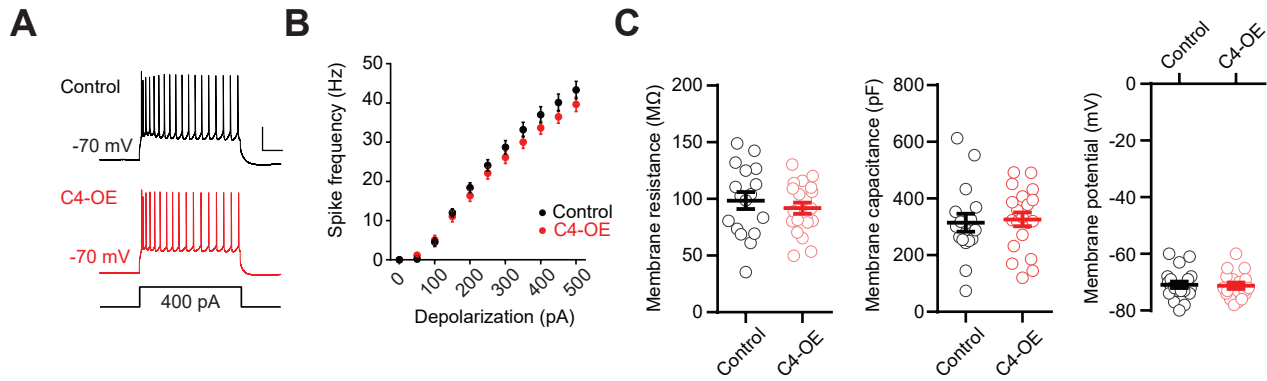 A
Control
-70 mV
C4-OE
-70 mV
400 pA
B
Spike frequency (Hz)
50
40
30
20
10
0
Control
C4-OE
0
100
200
300
400
500
Depolarization (pA)
C
Membrane resistance (MΩ)
200
150
100
50
0
Control
C4-OE
Membrane capacitance (pF)
800
600
400
200
0
Control
C4-OE
Control
C4-OE
Membrane potential (mV)
0
-20
-40
-60
-80